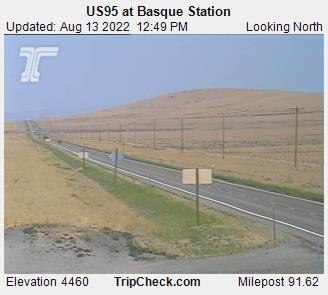 US95 at Basque Station
Updated: Aug 13 2022 12:49 PM Looking North
Elevation 4460 TripCheck.com Milepost 91.62